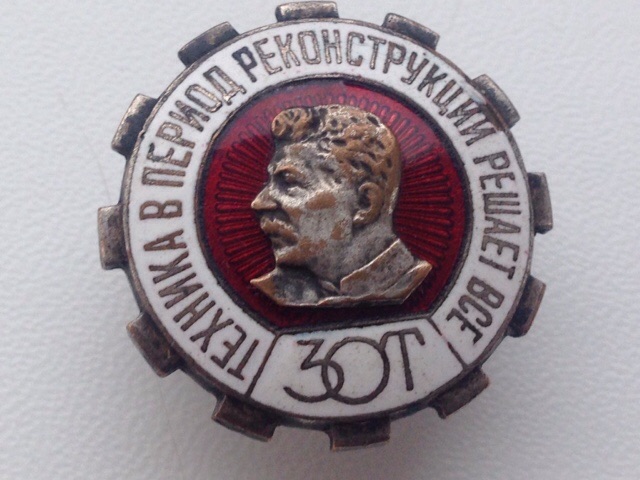 ТЕХНИКА В ПЕРИОД РЕКОНСТРУКЦИИ РЕШАЕТ ВСЕ
ЗОТ